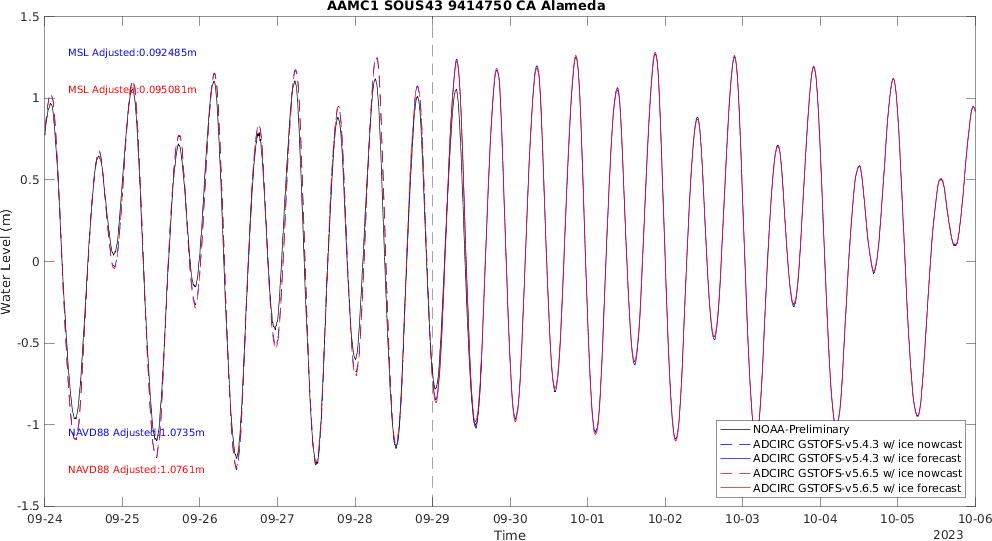 AAMC1 SOUS43 9414750 CA Alameda
1.5
MSL Adjusted:0.092485m
MSL Adjusted:0.095081m
1
0.5
0
-0.5
-1
-1.5
Water Level (m)
NAVD88 Adjusted:1.0735m
NAVD88 Adjusted:1.0761m
NOAA-Preliminary
ADCIRC GSTOFS-v5.4.3 w/ ice nowcast
ADCIRC GSTOFS-v5.4.3 w/ ice forecast
ADCIRC GSTOFS-v5.6.5 w/ ice nowcast
ADCIRC GSTOFS-v5.6.5 w/ ice forecast
09-24 09-25 09-26 09-27 09-28 09-29 09-30 10-01 10-02 10-03 10-04 10-05 10-06
Time
2023